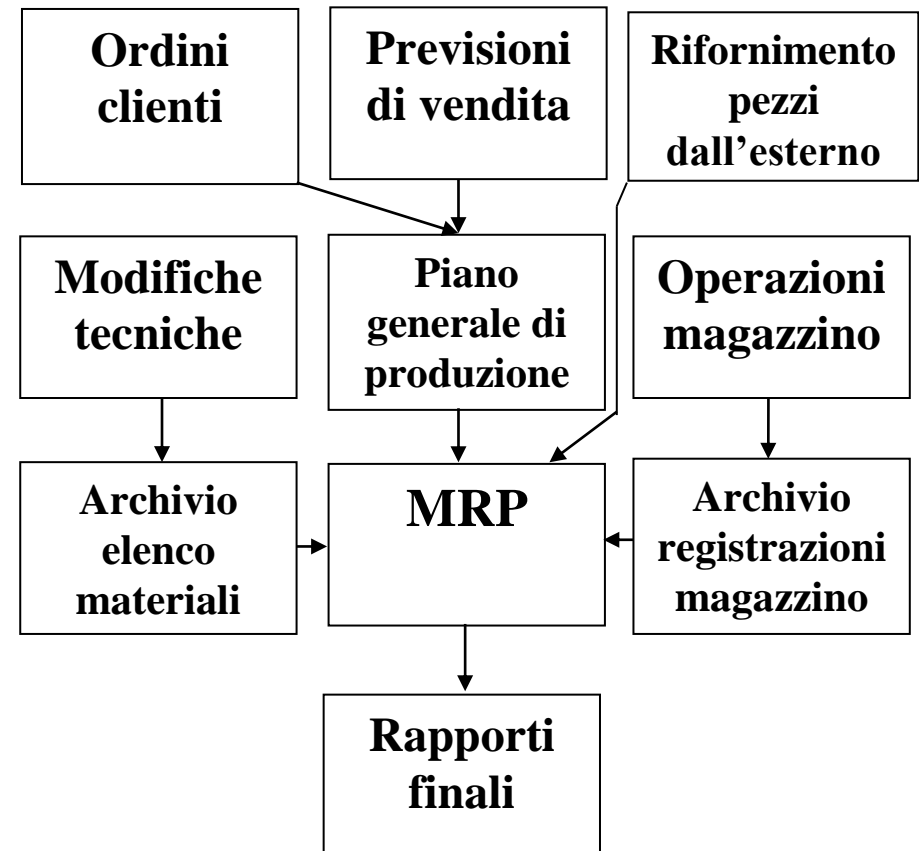 Ordini
clienti
Previsioni
di vendita
Rifornimento
pezzi
dall’esterno
Modifiche
tecniche
Piano
generale di
produzione
Operazioni
magazzino
Archivio
elenco
materiali
MRP
Archivio
registrazioni
magazzino
Rapporti
finali